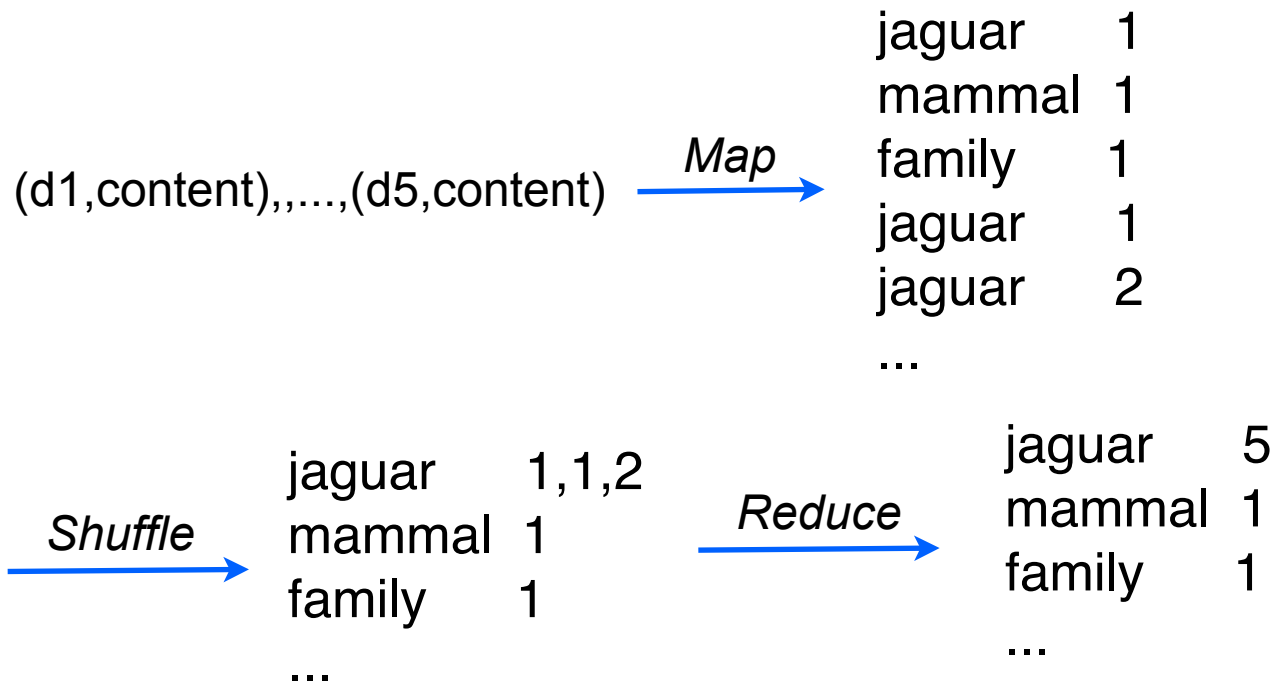 (d1,content),,...,(d5,content)
Map
jaguar 1
mammal 1
family 1
jaguar 1
jaguar 2
...
Shuffle
jaguar 1,1,2
mammal 1
family 1
...
Reduce
jaguar 5
mammal 1
family 1
...